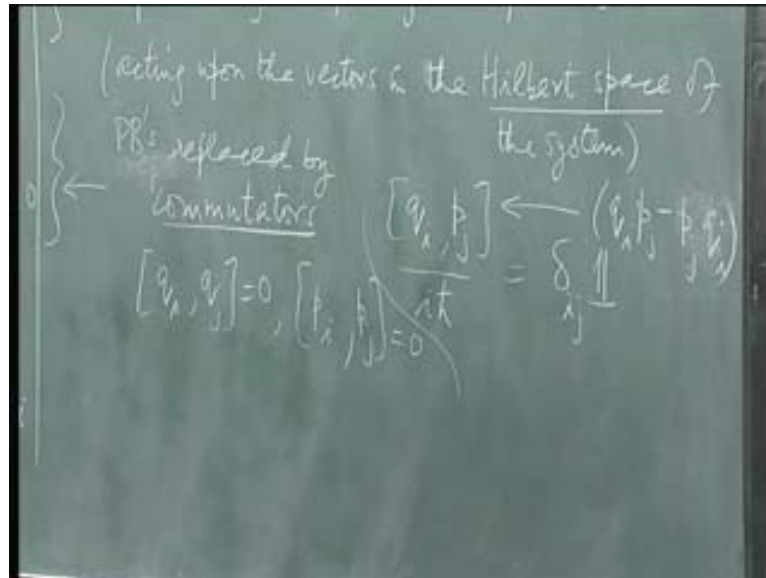 (acting upon the vectors in the Hilbert space of
the system)
PB's replaced by
commutators
[q_i, p_j] ← (q_i p_j - p_j q_i)
iħ
= δ_ij 𝟙
[q_i, q_j] = 0, [p_i, p_j] = 0